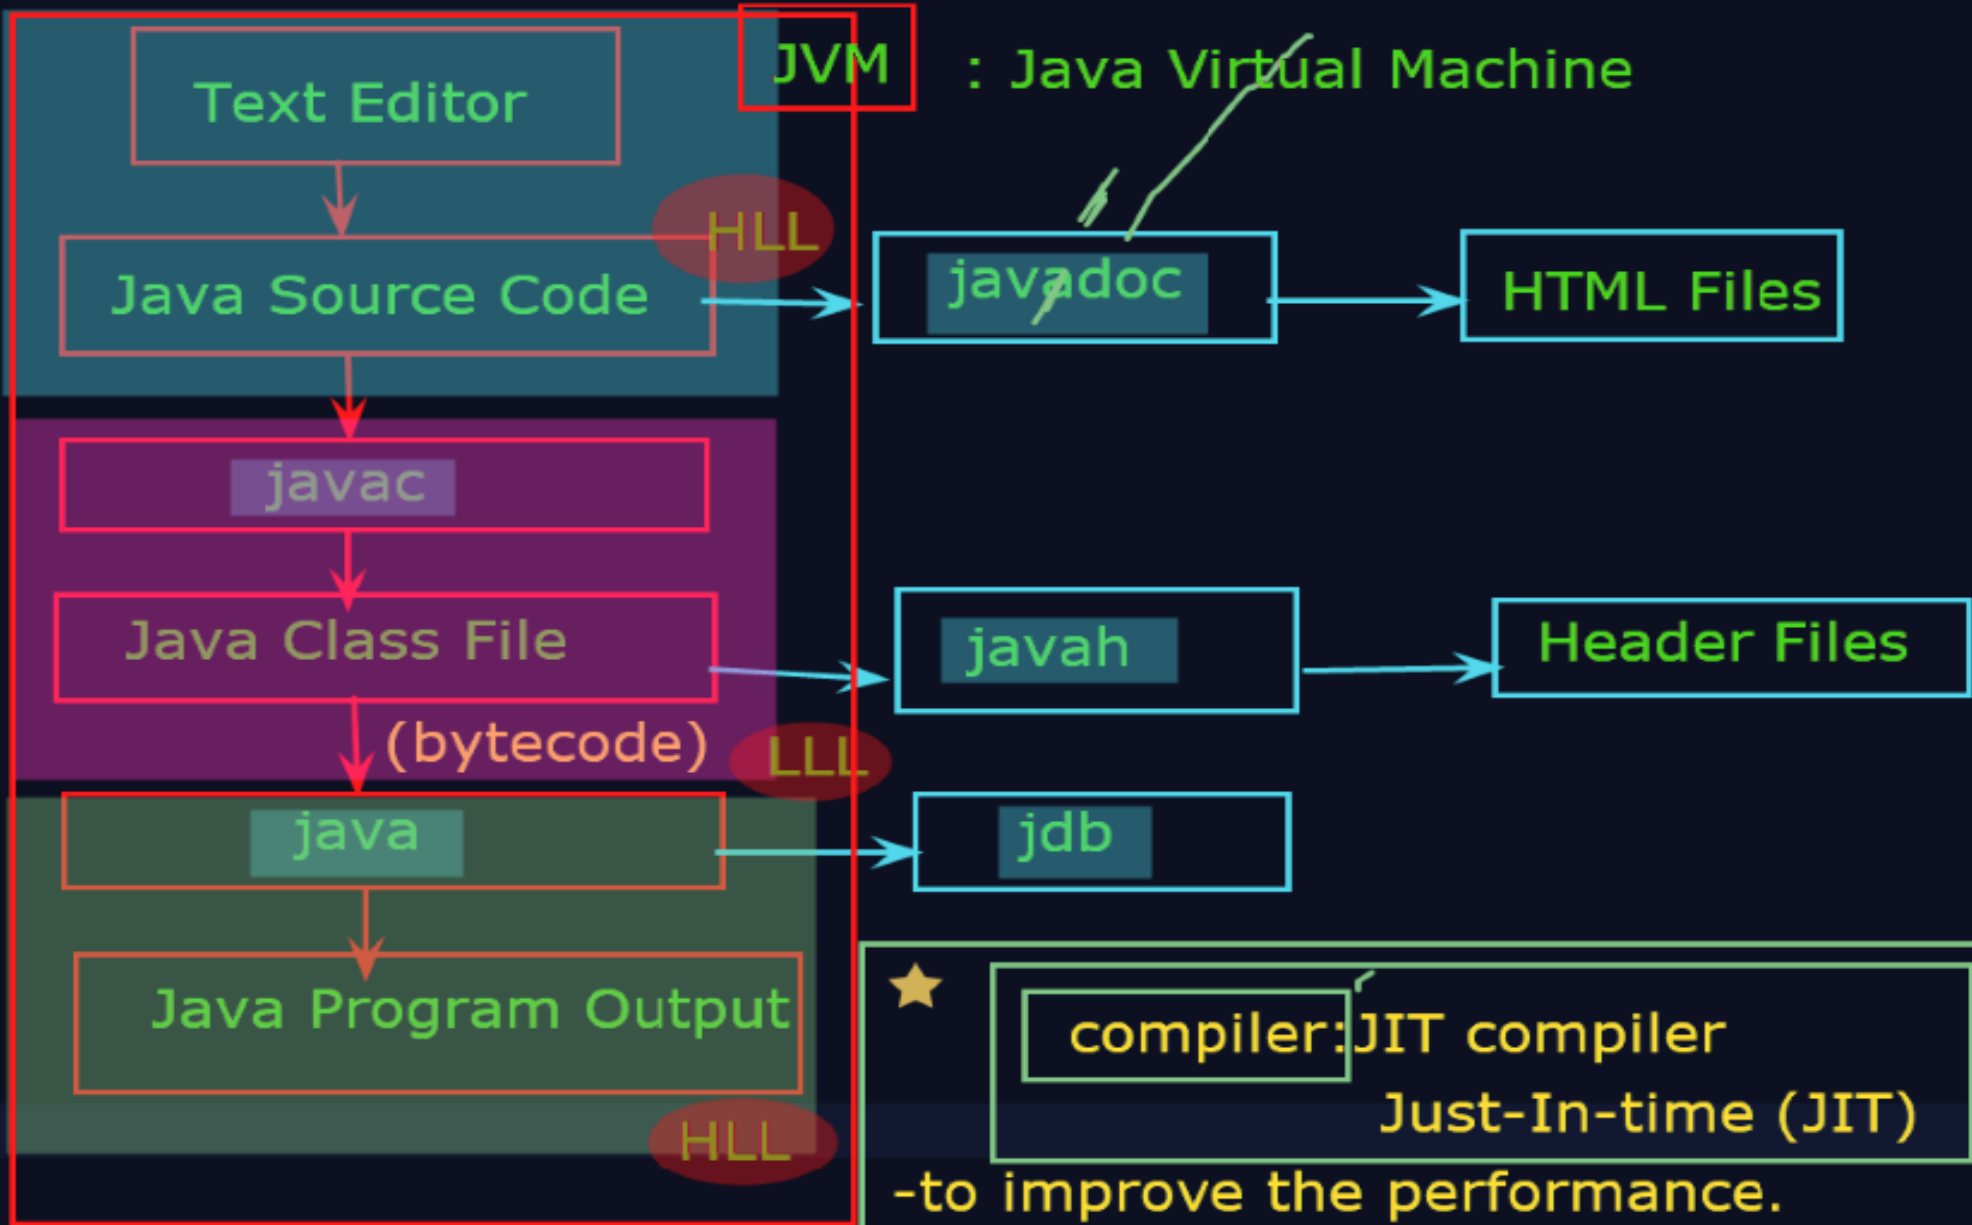 JVM : Java Virtual Machine
Text Editor
HLL
Java Source Code
javadoc
HTML Files
javac
Java Class File
javah
Header Files
(bytecode)
LLL
java
jdb
Java Program Output
HLL
compiler:JIT compiler
Just-In-time (JIT)
-to improve the performance.